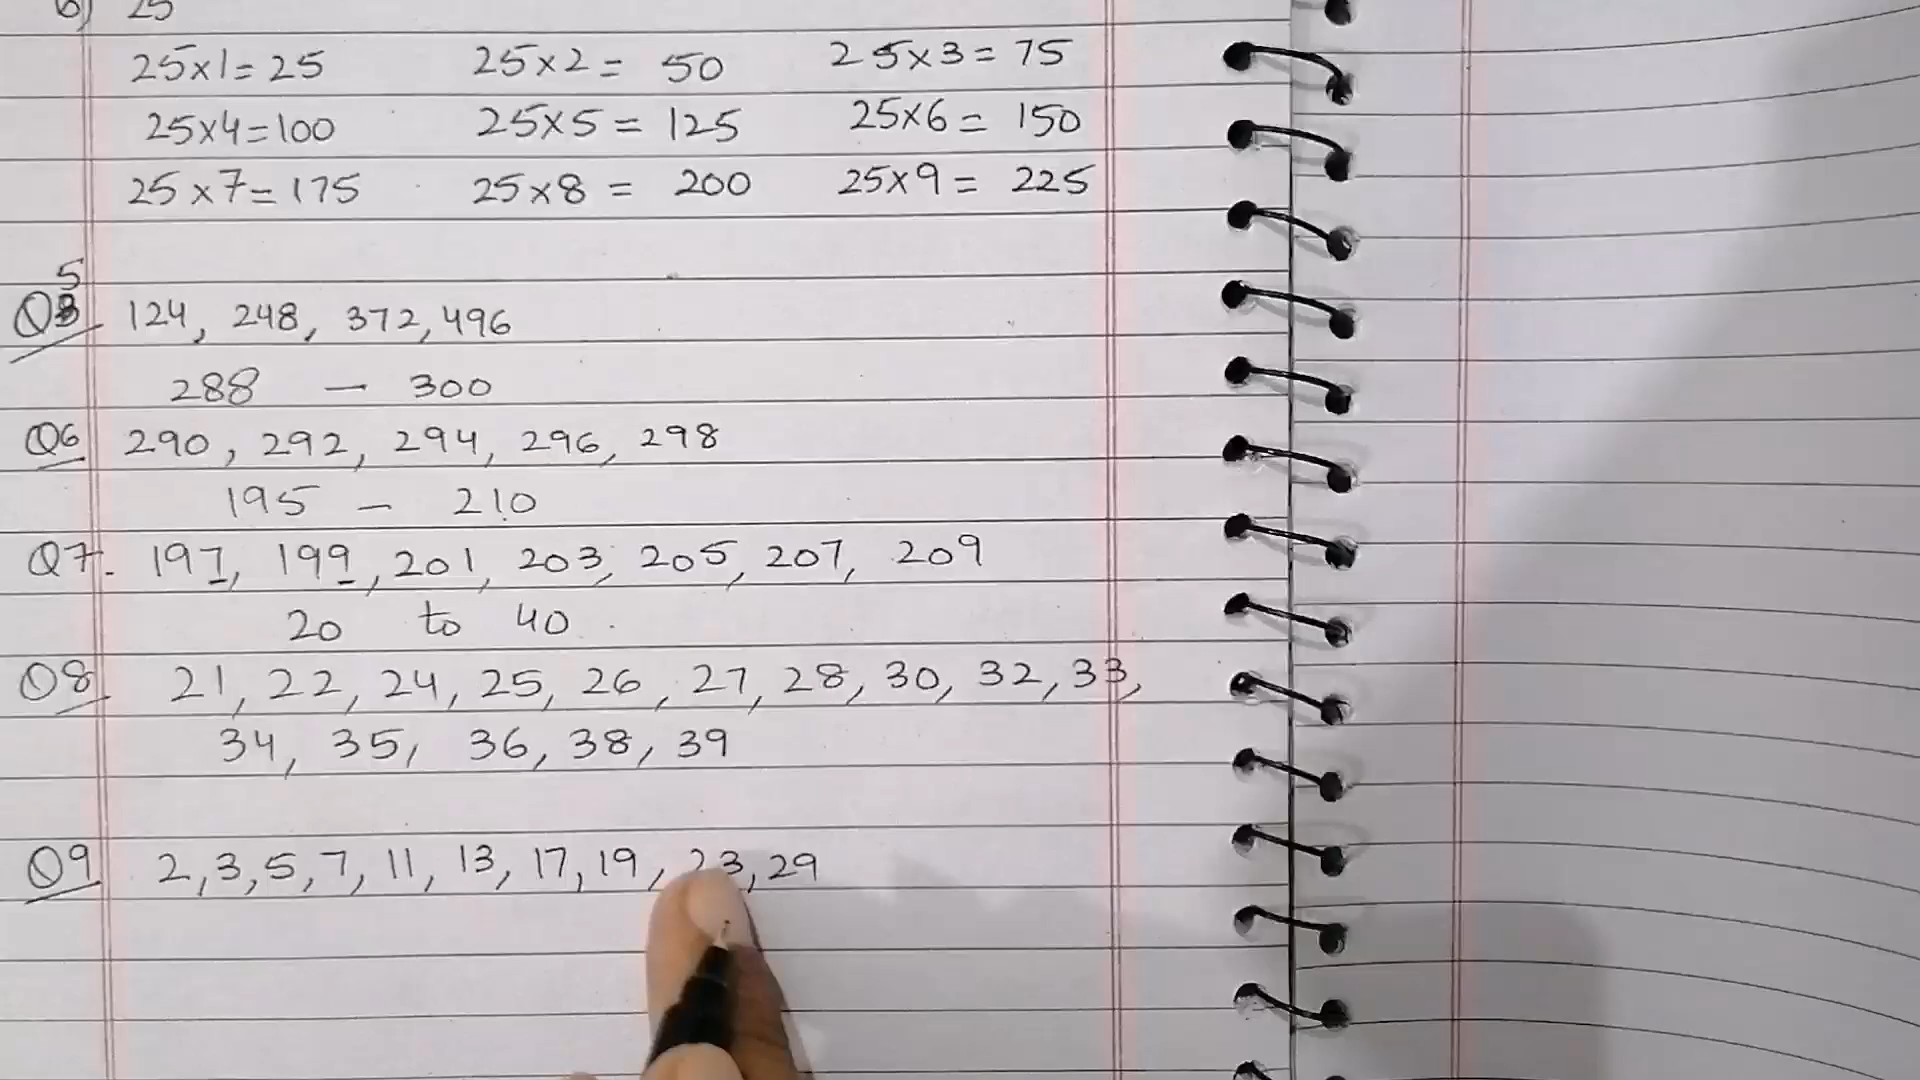 6) 25
25x1=25 25x2= 50 25x3=75
25x4=100 25x5= 125 25x6= 150
25x7=175 25x8= 200 25x9= 225
5
Q3 124, 248, 372, 496
288 — 300
Q6 290, 292, 294, 296, 298
195 — 210
Q7. 197, 199, 201, 203, 205, 207, 209
20 to 40
Q8 21, 22, 24, 25, 26, 27, 28, 30, 32, 33,
34, 35, 36, 38, 39
Q9 2, 3, 5, 7, 11, 13, 17, 19, 23, 29